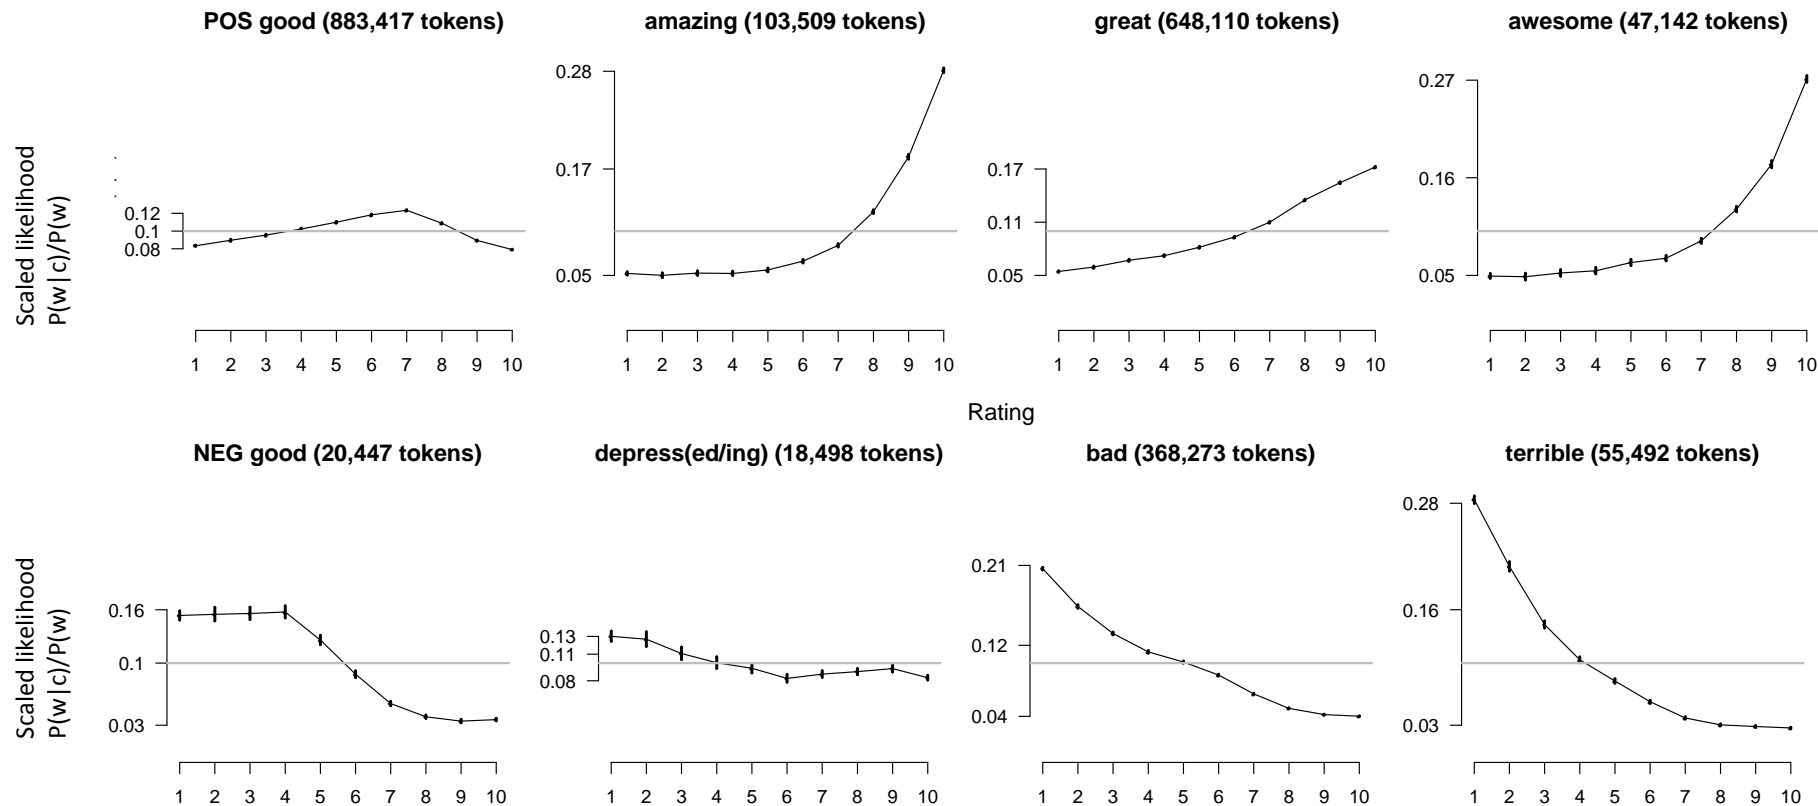 POS good (883,417 tokens) amazing (103,509 tokens) great (648,110 tokens) awesome (47,142 tokens)
Scaled likelihood
P(w|c)/P(w)
0.12
0.1
0.08
1 2 3 4 5 6 7 8 9 10
0.28
0.17
0.05
1 2 3 4 5 6 7 8 9 10
0.17
0.11
0.05
1 2 3 4 5 6 7 8 9 10
0.27
0.16
0.05
1 2 3 4 5 6 7 8 9 10
Rating
NEG good (20,447 tokens) depress(ed/ing) (18,498 tokens) bad (368,273 tokens) terrible (55,492 tokens)
Scaled likelihood
P(w|c)/P(w)
0.16
0.1
0.03
1 2 3 4 5 6 7 8 9 10
0.13
0.11
0.08
1 2 3 4 5 6 7 8 9 10
0.21
0.12
0.04
1 2 3 4 5 6 7 8 9 10
0.28
0.16
0.03
1 2 3 4 5 6 7 8 9 10